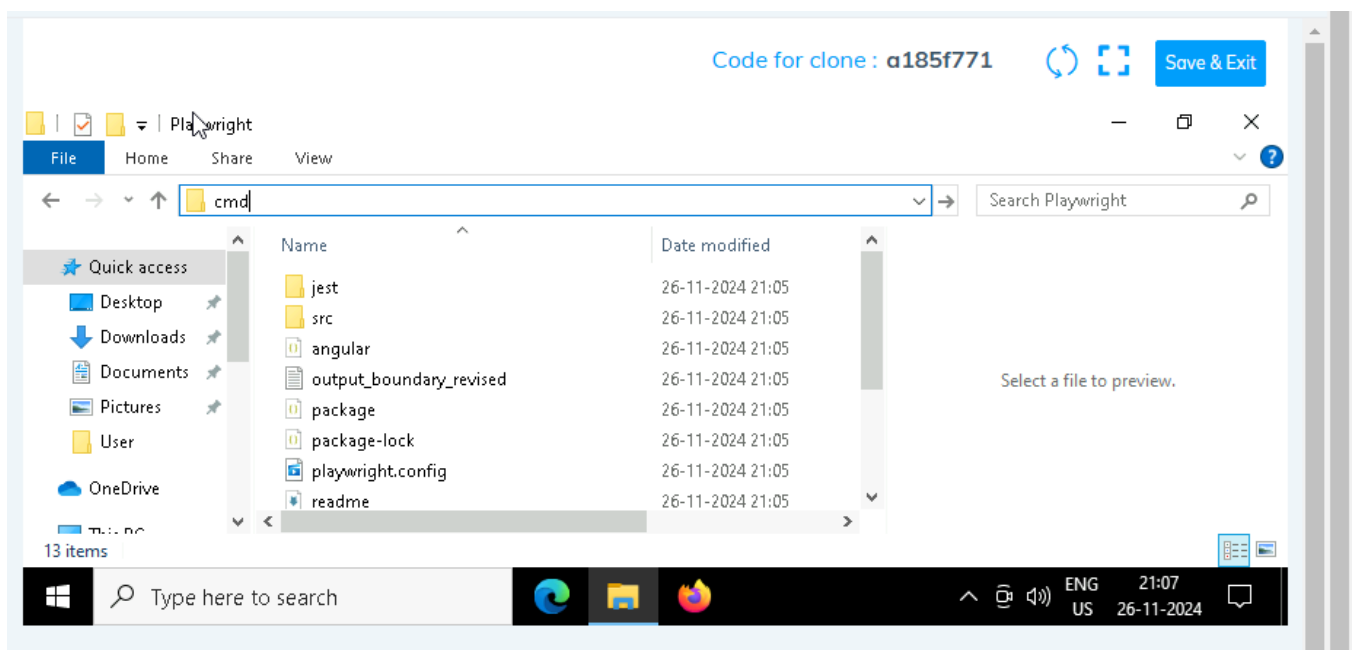 Code for clone : a185f771
Save & Exit
Playwright
File Home Share View
cmd
Search Playwright
Name Date modified
Quick access
Desktop
Downloads
Documents
Pictures
User
OneDrive
This PC
jest 26-11-2024 21:05
src 26-11-2024 21:05
angular 26-11-2024 21:05
output_boundary_revised 26-11-2024 21:05
package 26-11-2024 21:05
package-lock 26-11-2024 21:05
playwright.config 26-11-2024 21:05
readme 26-11-2024 21:05
Select a file to preview.
13 items
Type here to search
ENG
US
21:07
26-11-2024